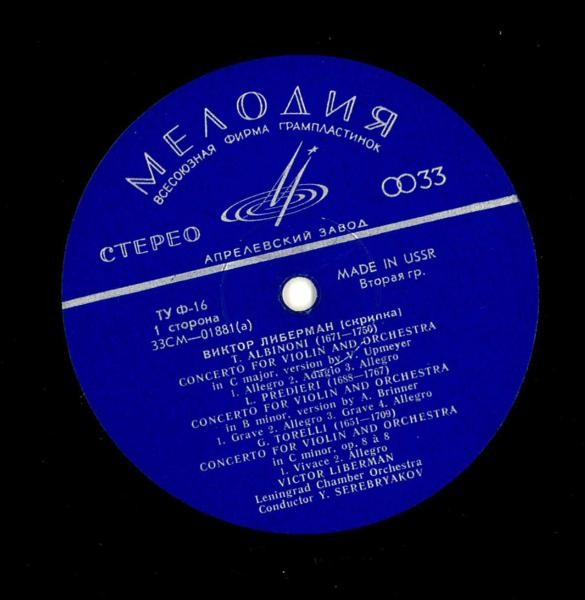 МЕЛОДИЯ
ВСЕСОЮЗНАЯ ФИРМА ГРАМПЛАСТИНОК
СТЕРЕО
33
АПРЕЛЕВСКИЙ ЗАВОД
MADE IN USSR
Вторая гр.
ТУ Ф-16
1 сторона
33СМ—01881(а)
ВИКТОР ЛИБЕРМАН (скрипка)
T. ALBINONI (1671—1750)
CONCERTO FOR VIOLIN AND ORCHESTRA
in C major, version by V. Upmeyer
1. Allegro 2. Adagio 3. Allegro
L. PREDIERI (1688—1767)
CONCERTO FOR VIOLIN AND ORCHESTRA
in B minor, version by A. Brinner
1. Grave 2. Allegro 3. Grave 4. Allegro
G. TORELLI (1651—1709)
CONCERTO FOR VIOLIN AND ORCHESTRA
in C minor, op. 8 à 8
1. Vivace 2. Allegro
VICTOR LIBERMAN
Leningrad Chamber Orchestra
Conductor Y. SEREBRYAKOV